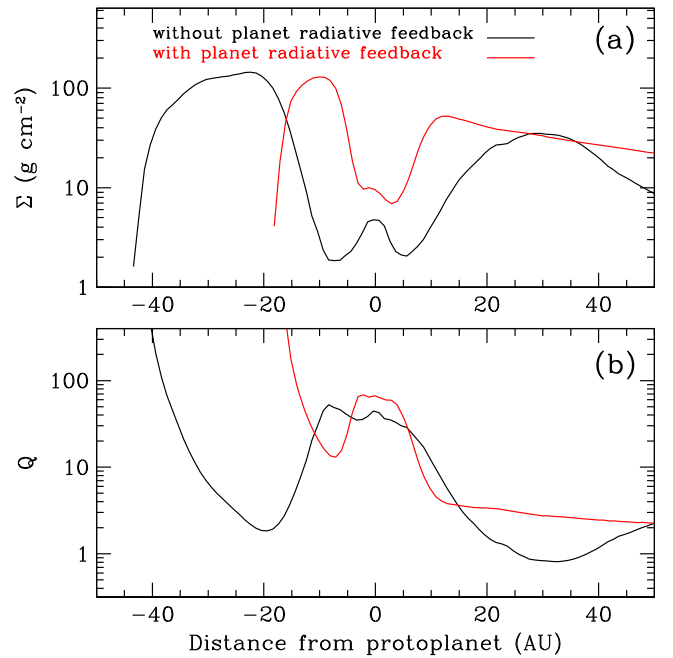 without planet radiative feedback
with planet radiative feedback
(a)
Σ (g cm⁻²)
100
10
1
−40 −20 0 20 40
(b)
Q
100
10
1
−40 −20 0 20 40
Distance from protoplanet (AU)